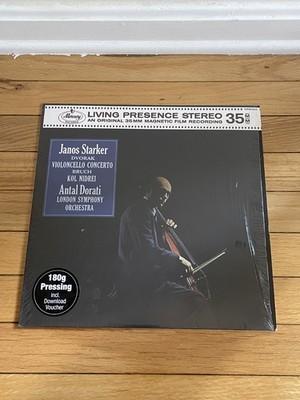 Mercury
LIVING PRESENCE STEREO
AN ORIGINAL 35MM MAGNETIC FILM RECORDING
35
MM
Janos Starker
DVORAK
VIOLONCELLO CONCERTO
BRUCH
KOL NIDREI
Antal Dorati
LONDON SYMPHONY
ORCHESTRA
180g
Pressing
incl.
Download
Voucher